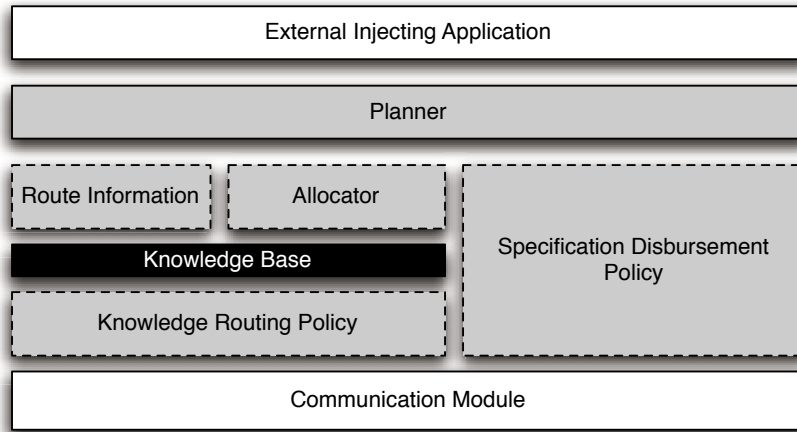 External Injecting Application
Planner
Route Information
Allocator
Specification Disbursement
Policy
Knowledge Base
Knowledge Routing Policy
Communication Module